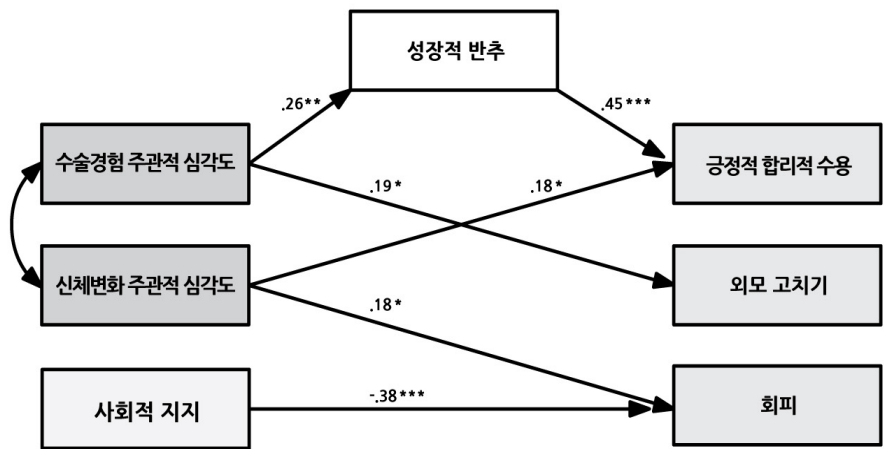 성장적 반추
.26**
.45***
수술경험 주관적 심각도
긍정적 합리적 수용
.19*
.18*
신체변화 주관적 심각도
외모 고치기
.18*
사회적 지지
-.38***
회피